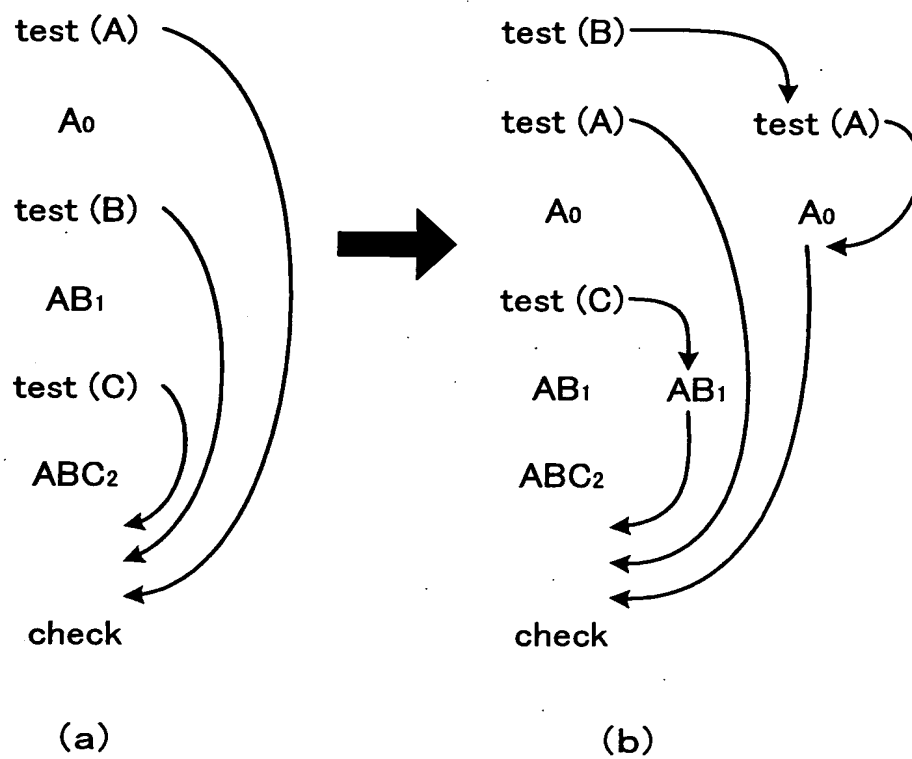 test (A)
A0
test (B)
AB1
test (C)
ABC2
check
(a)
test (B)
test (A)
A0
test (C)
AB1
ABC2
check
test (A)
A0
AB1
(b)